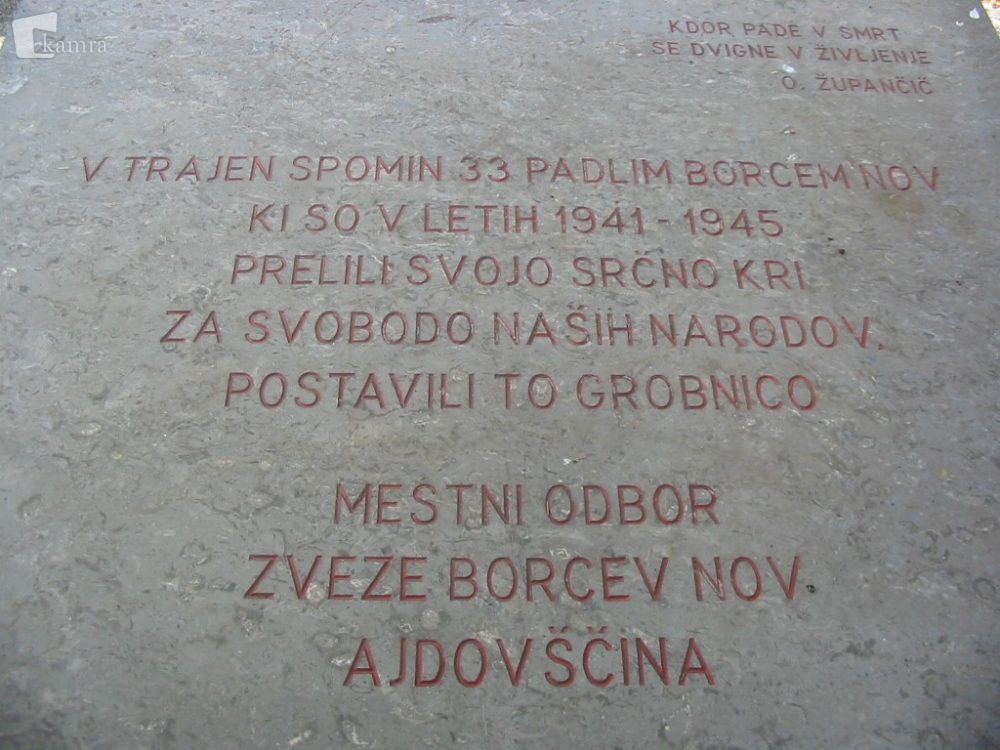 kamra
KDOR PADE V SMRT
SE DVIGNE V ŽIVLJENJE
O. ŽUPANČIČ
V TRAJEN SPOMIN 33 PADLIM BORCEM NOV
KI SO V LETIH 1941 - 1945
PRELILI SVOJO SRČNO KRI
ZA SVOBODO NAŠIH NARODOV.
POSTAVILI TO GROBNICO
MESTNI ODBOR
ZVEZE BORCEV NOV
AJDOVŠČINA